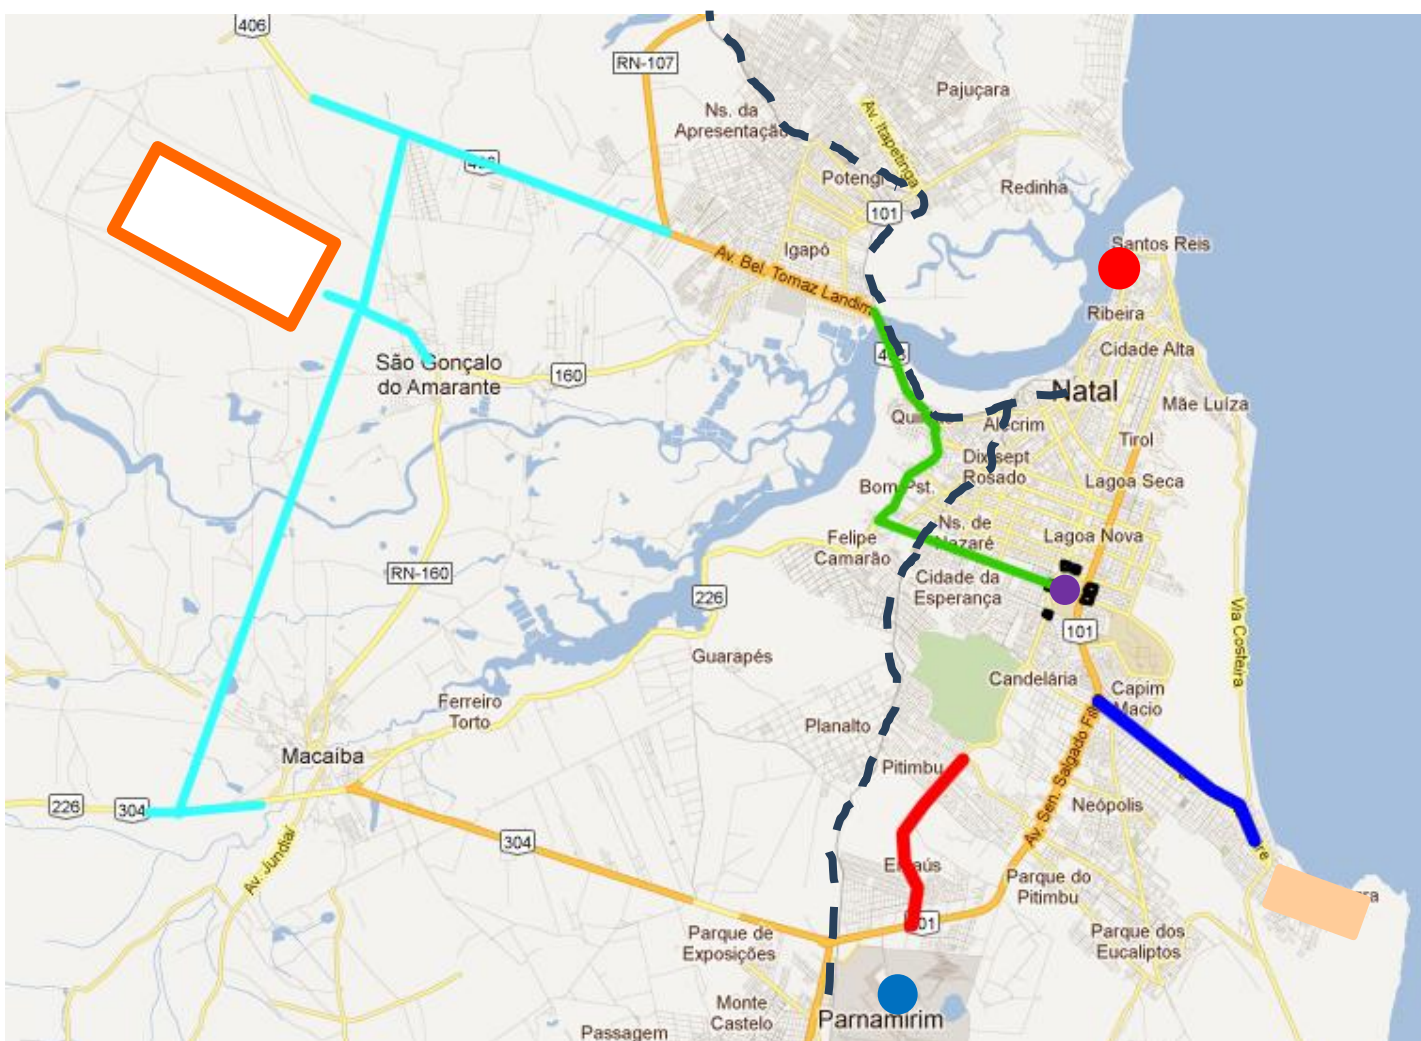 406
RN-107
Pajuçara
Ns. da
Apresentação
Av. Itapetinga
Potengi
Redinha
101
Santos Reis
Igapó
Av. Bel. Tomaz Landim
Ribeira
Cidade Alta
São Gonçalo
do Amarante
160
Natal
Mãe Luíza
Alecrim
Tirol
Dix-sept
Rosado
Lagoa Seca
Bom Pst.
Ns. de
Nazaré
Lagoa Nova
Felipe
Camarão
RN-160
Cidade da
Esperança
226
Via Costeira
101
Guarapés
Candelária
Capim
Macio
Ferreiro
Torto
Planalto
Macaíba
Pitimbu
Av. Sen. Salgado Fil
226
304
Neópolis
304
Av. Jundiaí
Parque do
Pitimbu
Parque de
Exposições
Parque dos
Eucaliptos
Monte
Castelo
Parnamirim
Passagem